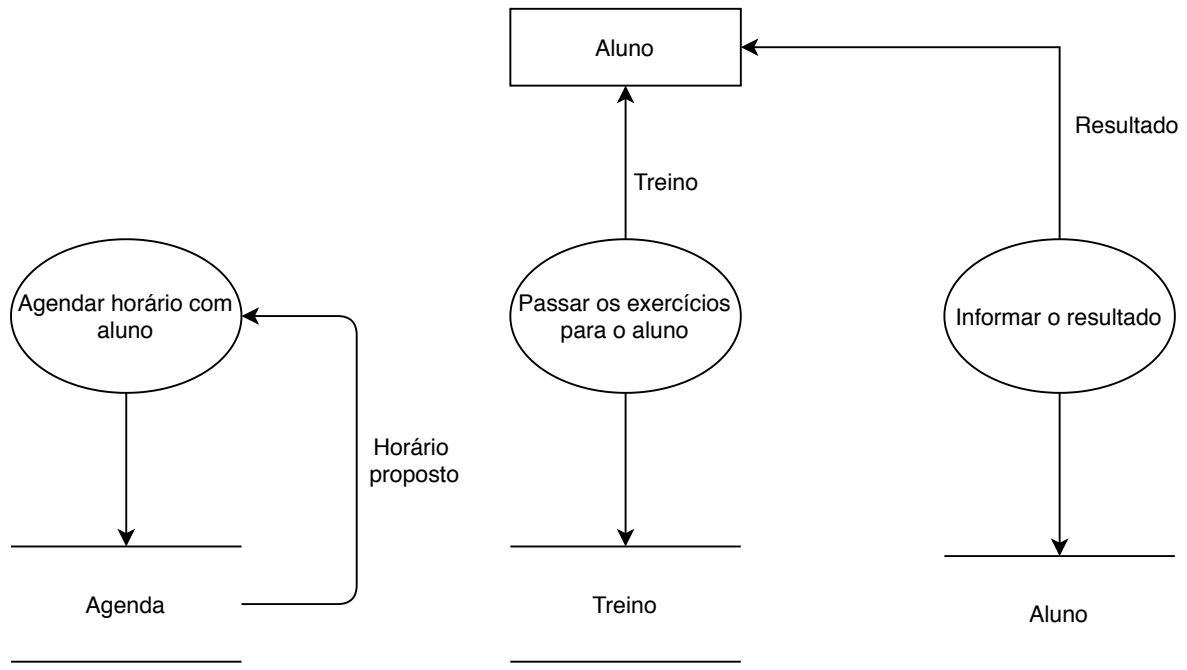 Aluno
Resultado
Treino
Agendar horário com
aluno
Passar os exercícios
para o aluno
Informar o resultado
Horário
proposto
Agenda
Treino
Aluno